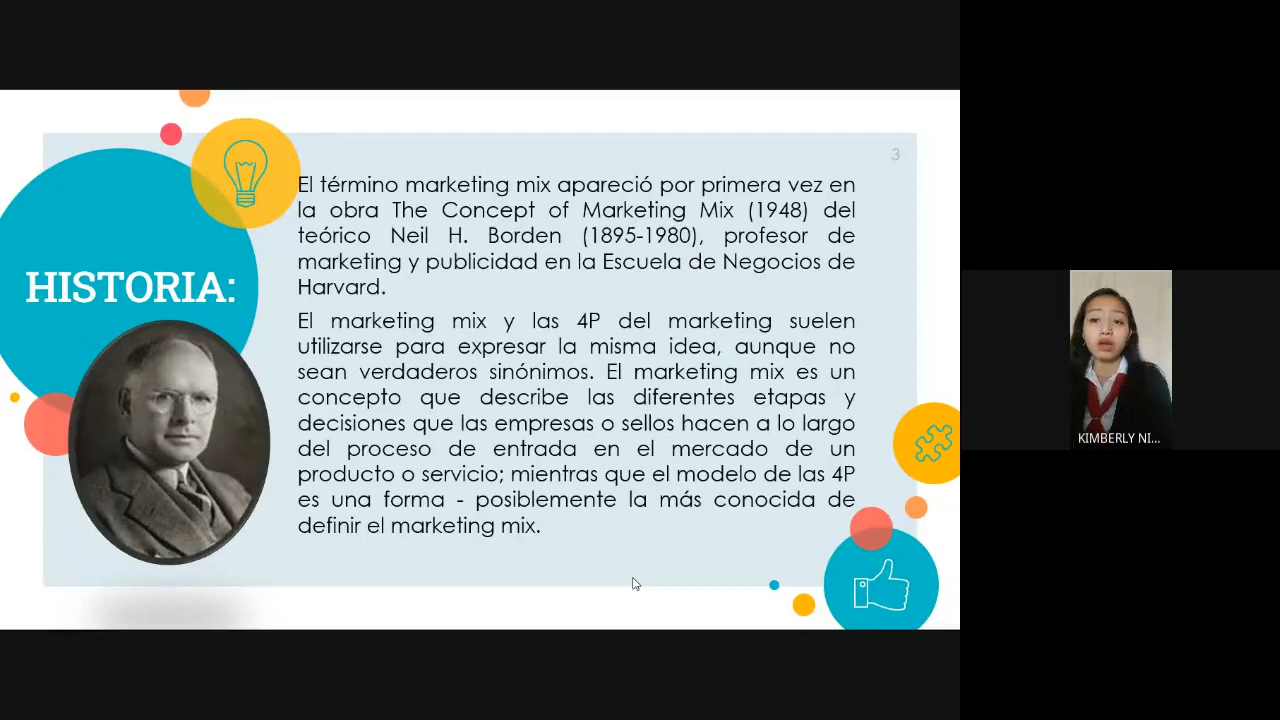 3
HISTORIA:
El término marketing mix apareció por primera vez en
la obra The Concept of Marketing Mix (1948) del
teórico Neil H. Borden (1895-1980), profesor de
marketing y publicidad en la Escuela de Negocios de
Harvard.
El marketing mix y las 4P del marketing suelen
utilizarse para expresar la misma idea, aunque no
sean verdaderos sinónimos. El marketing mix es un
concepto que describe las diferentes etapas y
decisiones que las empresas o sellos hacen a lo largo
del proceso de entrada en el mercado de un
producto o servicio; mientras que el modelo de las 4P
es una forma - posiblemente la más conocida de
definir el marketing mix.
KIMBERLY NI...